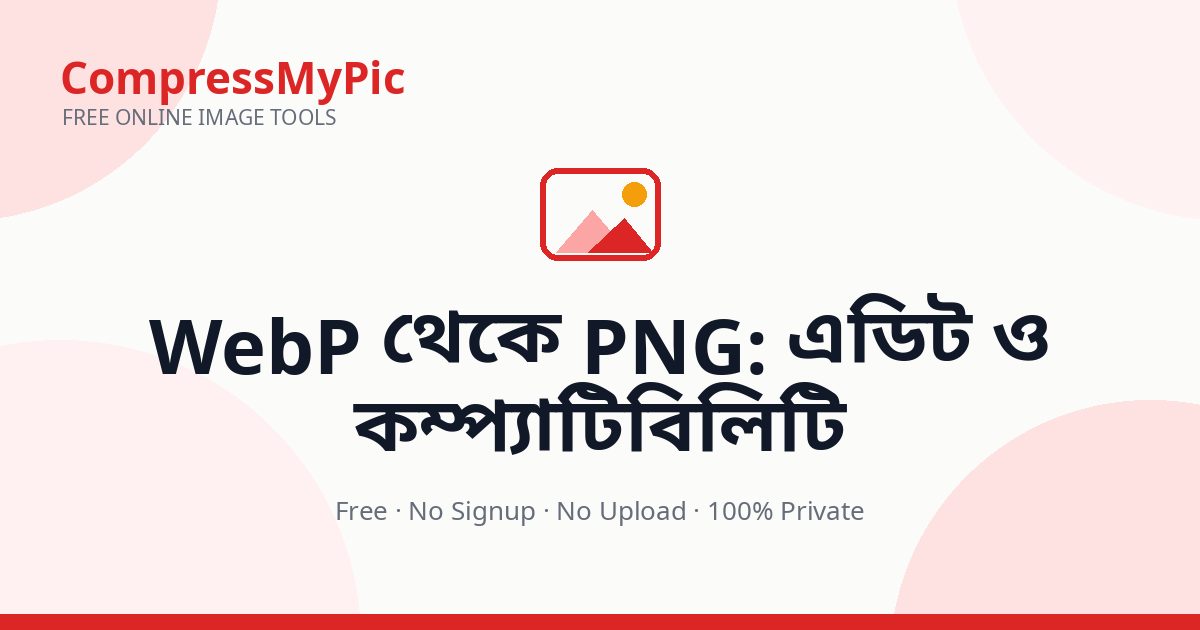 CompressMyPic
FREE ONLINE IMAGE TOOLS
WebP থেকে PNG: এডিট ও
কম্প্যাটিবিলিটি
Free · No Signup · No Upload · 100% Private